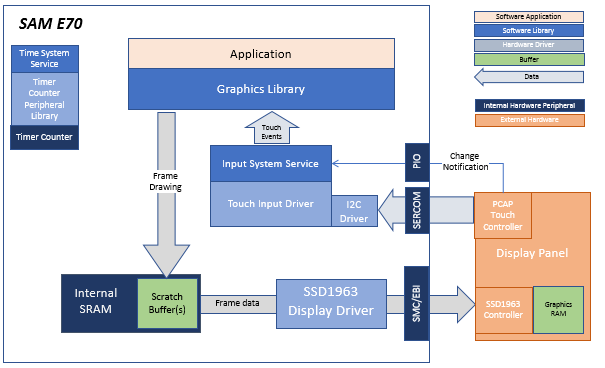 SAM E70
Time System
Service
Timer
Counter
Peripheral
Library
Timer Counter
Application
Graphics Library
Touch
Events
Input System Service
Touch Input Driver
I2C
Driver
Frame
Drawing
Internal
SRAM
Scratch
Buffer(s)
Frame data
SSD1963
Display Driver
PIO
SERCOM
SMC/EBI
Change
Notification
PCAP
Touch
Controller
Display Panel
SSD1963
Controller
Graphics
RAM
Software Application
Software Library
Hardware Driver
Buffer
Data
Internal Hardware Peripheral
External Hardware